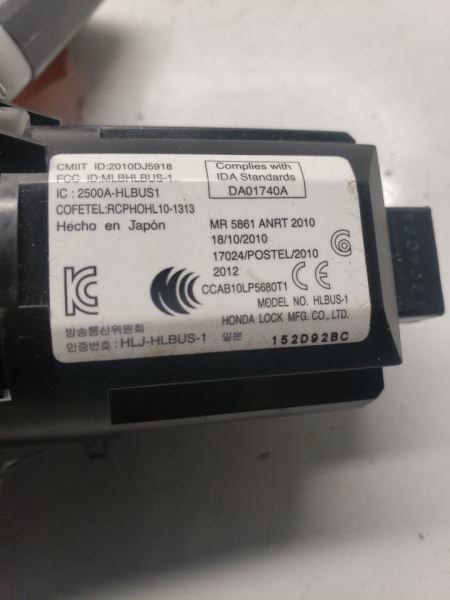 CMIIT ID:2010DJ5918
FCC ID:MLBHLBUS-1
IC : 2500A-HLBUS1
COFETEL:RCPHOHL10-1313
Hecho en Japón
Complies with
IDA Standards
DA01740A
MR 5861 ANRT 2010
18/10/2010
17024/POSTEL/2010
2012
CCAB10LP5680T1
CE
MODEL NO. HLBUS-1
HONDA LOCK MFG. CO., LTD.
방송통신위원회
인증번호 : HLJ-HLBUS-1
일본
152D92BC